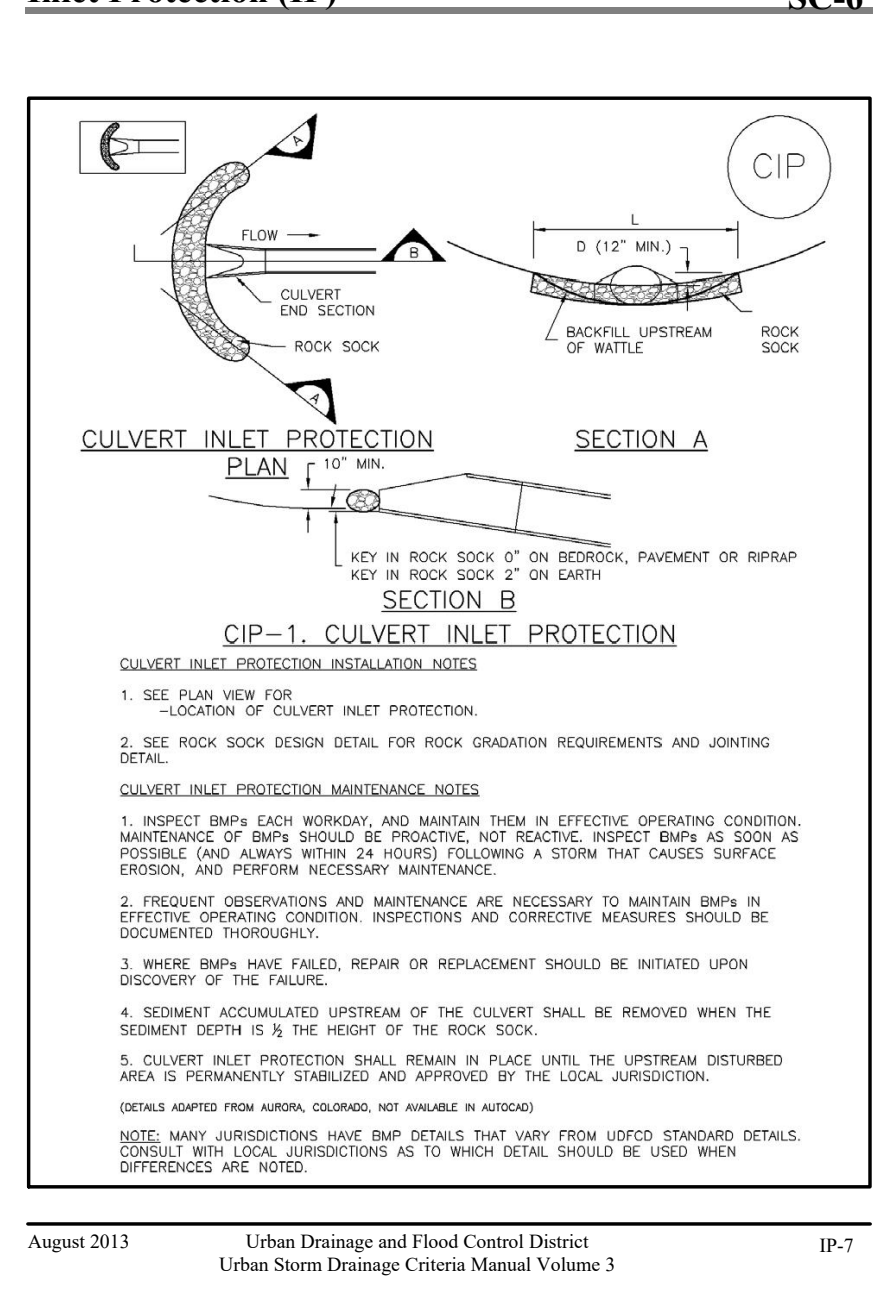 Inlet Protection (IP) SC-6
CIP
A
FLOW
B
L
D (12" MIN.)
CULVERT
END SECTION
ROCK SOCK
BACKFILL UPSTREAM
OF WATTLE
ROCK
SOCK
A
CULVERT INLET PROTECTION
PLAN
SECTION A
10" MIN.
KEY IN ROCK SOCK 0" ON BEDROCK, PAVEMENT OR RIPRAP
KEY IN ROCK SOCK 2" ON EARTH
SECTION B
CIP-1. CULVERT INLET PROTECTION
CULVERT INLET PROTECTION INSTALLATION NOTES
1. SEE PLAN VIEW FOR
-LOCATION OF CULVERT INLET PROTECTION.
2. SEE ROCK SOCK DESIGN DETAIL FOR ROCK GRADATION REQUIREMENTS AND JOINTING
DETAIL.
CULVERT INLET PROTECTION MAINTENANCE NOTES
1. INSPECT BMPs EACH WORKDAY, AND MAINTAIN THEM IN EFFECTIVE OPERATING CONDITION.
MAINTENANCE OF BMPs SHOULD BE PROACTIVE, NOT REACTIVE. INSPECT BMPs AS SOON AS
POSSIBLE (AND ALWAYS WITHIN 24 HOURS) FOLLOWING A STORM THAT CAUSES SURFACE
EROSION, AND PERFORM NECESSARY MAINTENANCE.
2. FREQUENT OBSERVATIONS AND MAINTENANCE ARE NECESSARY TO MAINTAIN BMPs IN
EFFECTIVE OPERATING CONDITION. INSPECTIONS AND CORRECTIVE MEASURES SHOULD BE
DOCUMENTED THOROUGHLY.
3. WHERE BMPs HAVE FAILED, REPAIR OR REPLACEMENT SHOULD BE INITIATED UPON
DISCOVERY OF THE FAILURE.
4. SEDIMENT ACCUMULATED UPSTREAM OF THE CULVERT SHALL BE REMOVED WHEN THE
SEDIMENT DEPTH IS ½ THE HEIGHT OF THE ROCK SOCK.
5. CULVERT INLET PROTECTION SHALL REMAIN IN PLACE UNTIL THE UPSTREAM DISTURBED
AREA IS PERMANENTLY STABILIZED AND APPROVED BY THE LOCAL JURISDICTION.
(DETAILS ADAPTED FROM AURORA, COLORADO, NOT AVAILABLE IN AUTOCAD)
NOTE: MANY JURISDICTIONS HAVE BMP DETAILS THAT VARY FROM UDFCD STANDARD DETAILS.
CONSULT WITH LOCAL JURISDICTIONS AS TO WHICH DETAIL SHOULD BE USED WHEN
DIFFERENCES ARE NOTED.
August 2013 Urban Drainage and Flood Control District IP-7
Urban Storm Drainage Criteria Manual Volume 3